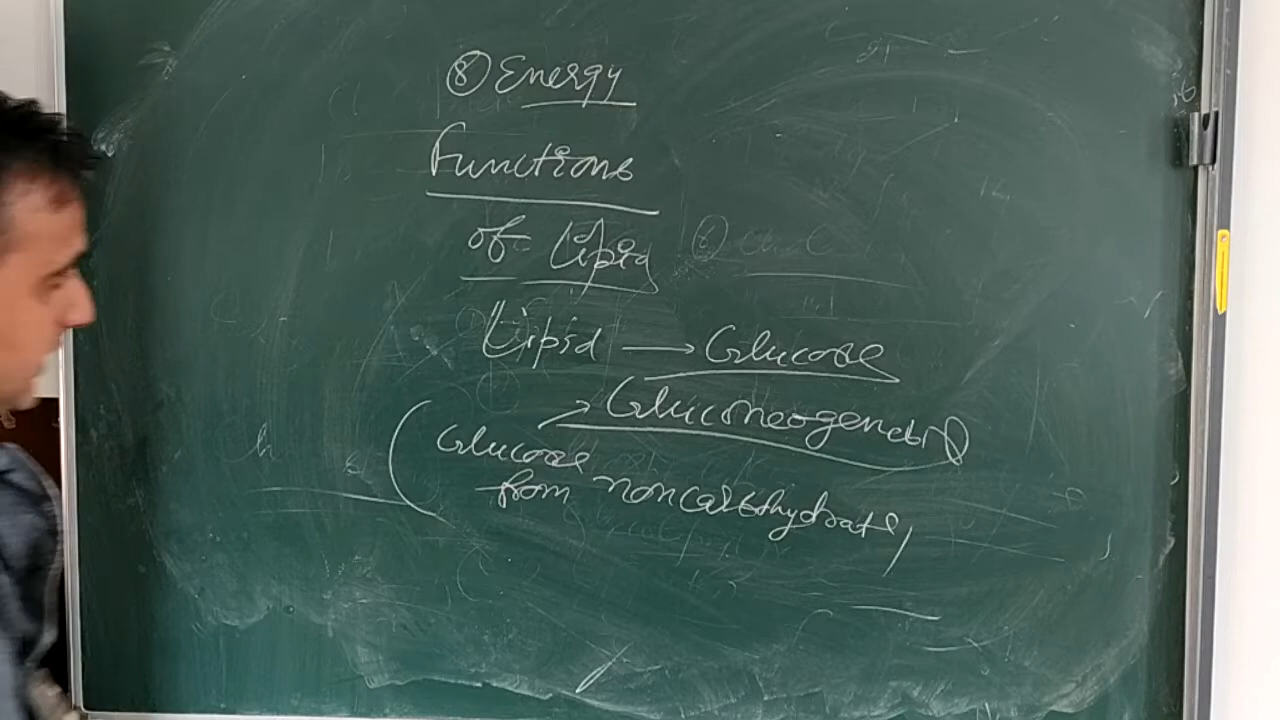 ⑧ Energy
Functions
of Lipid
Lipid → Glucose
→ Gluconeogenesis
(Glucose
from noncarbohydrate)